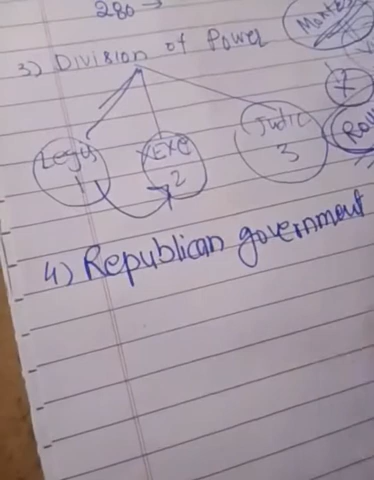 280 →
3) Division of Power
Legis
1
Exe
2
Judic
3
4) Republican government